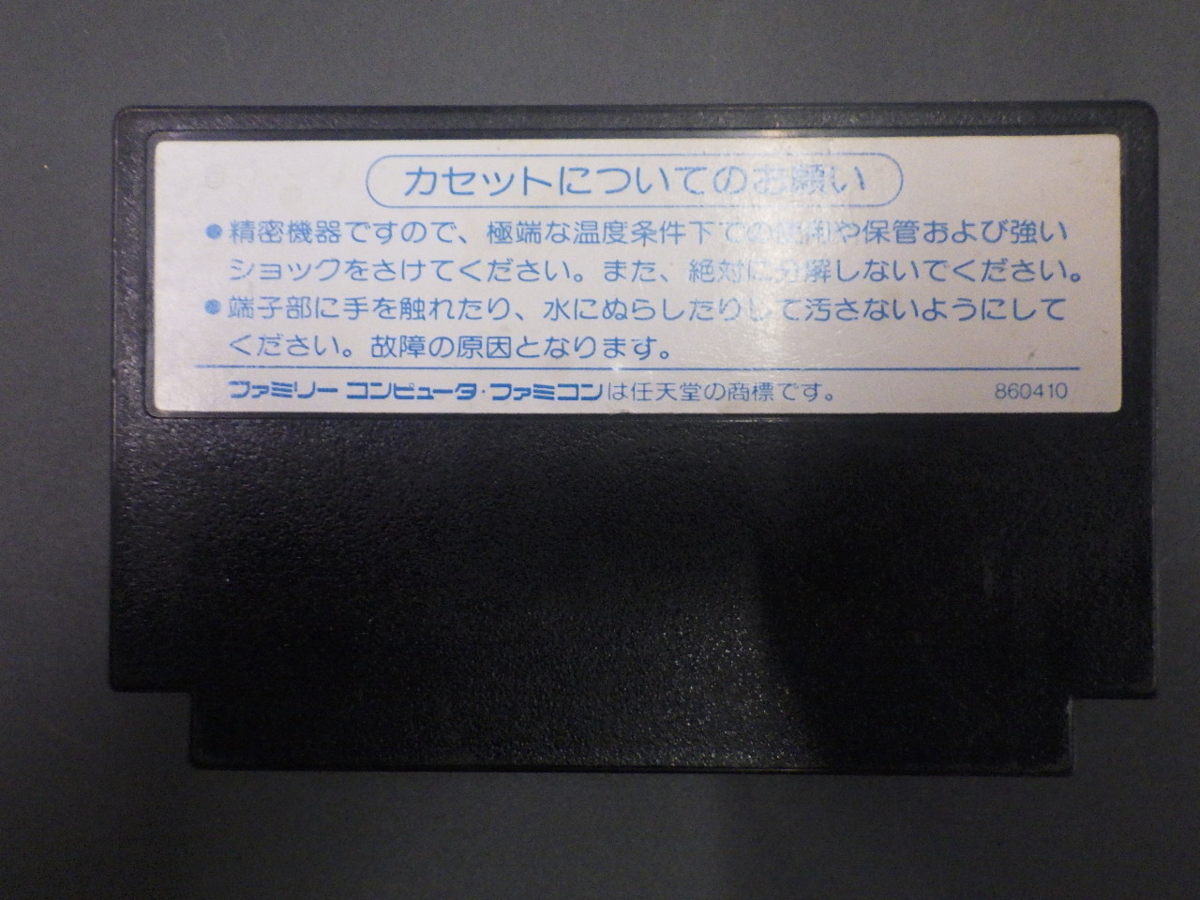 カセットについてのお願い
●精密機器ですので、極端な温度条件下での使用や保管および強い
ショックをさけてください。また、絶対に分解しないでください。
●端子部に手を触れたり、水にぬらしたりして汚さないようにして
ください。故障の原因となります。
ファミリー コンピュータ・ファミコンは任天堂の商標です。 860410